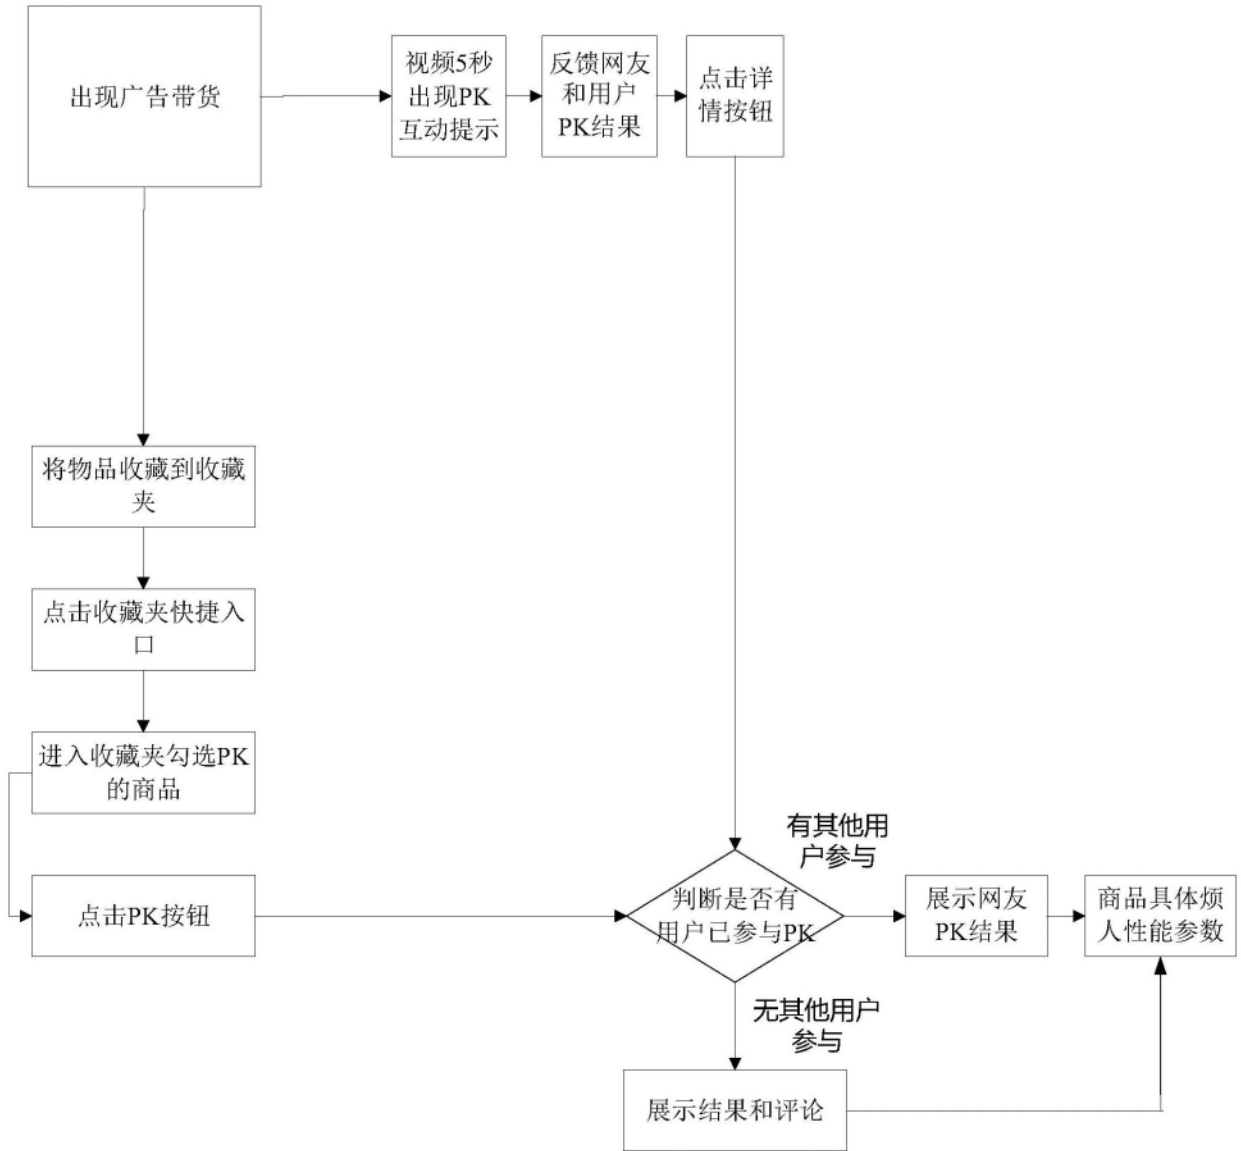 出现广告带货
视频5秒
出现PK
互动提示
反馈网友
和用户
PK结果
点击详
情按钮
将物品收藏到收藏
夹
点击收藏夹快捷入
口
进入收藏夹勾选PK
的商品
点击PK按钮
判断是否有
用户已参与PK
有其他用
户参与
展示网友
PK结果
商品具体烦
人性能参数
无其他用户
参与
展示结果和评论